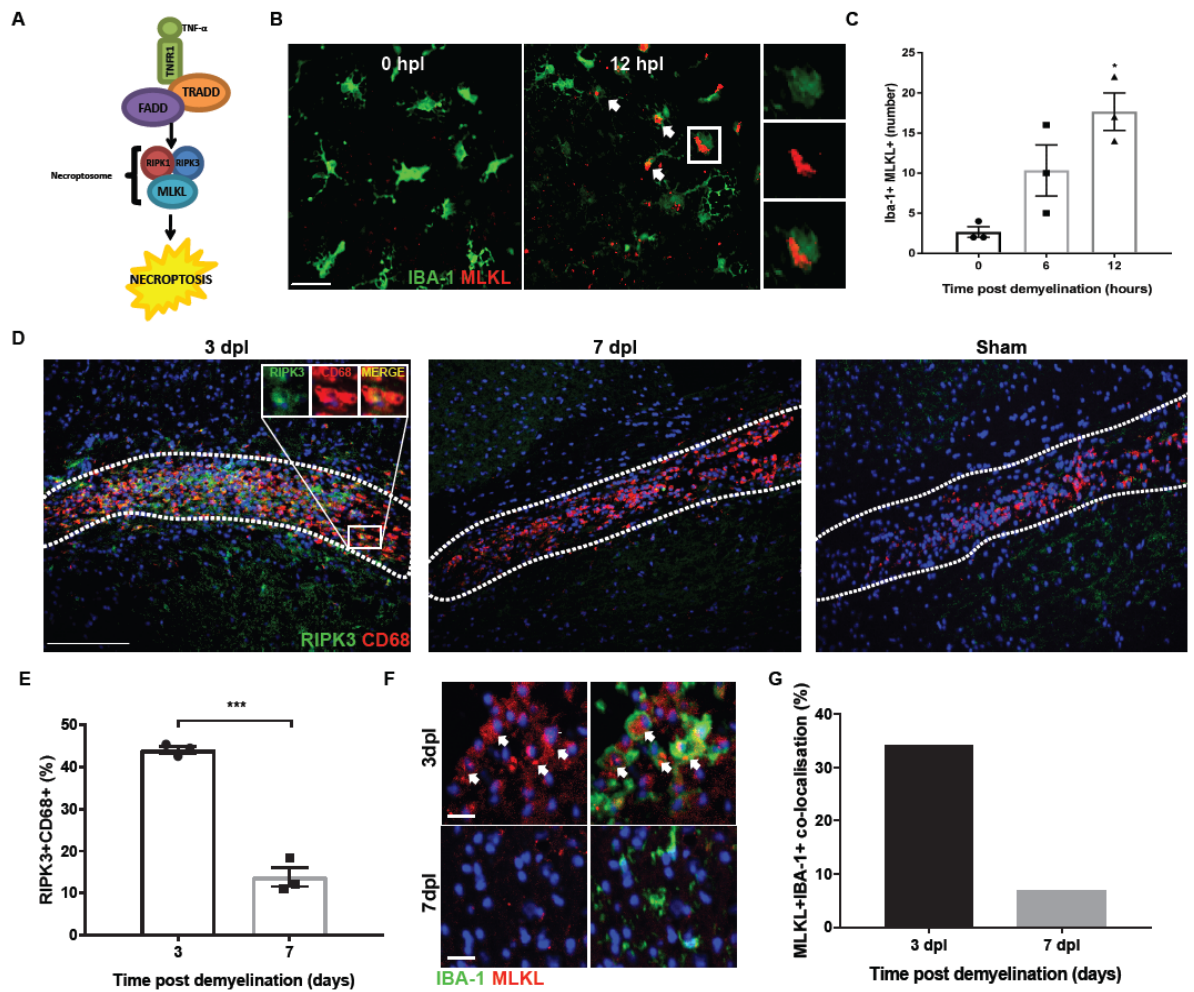 A
TNF-α
TNFR1
TRADD
FADD
RIPK1
RIPK3
Necroptosome
MLKL
NECROPTOSIS
B
0 hpl
12 hpl
IBA-1 MLKL
C
Iba-1+ MLKL+ (number)
25
20
15
10
5
0
*
0
6
12
Time post demyelination (hours)
D
3 dpl
7 dpl
Sham
RIPK3
CD68
MERGE
RIPK3 CD68
E
RIPK3+CD68+ (%)
50
40
30
20
10
0
***
3
7
Time post demyelination (days)
F
3dpl
7dpl
IBA-1 MLKL
G
MLKL+IBA-1+ co-localisation (%)
40
30
20
10
0
3 dpl
7 dpl
Time post demyelination (days)